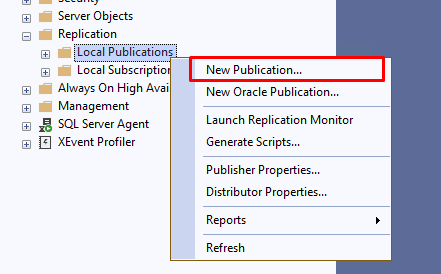 Security
Server Objects
Replication
Local Publications
Local Subscription
Always On High Avai
Management
SQL Server Agent
XEvent Profiler
New Publication...
New Oracle Publication...
Launch Replication Monitor
Generate Scripts...
Publisher Properties...
Distributor Properties...
Reports
Refresh